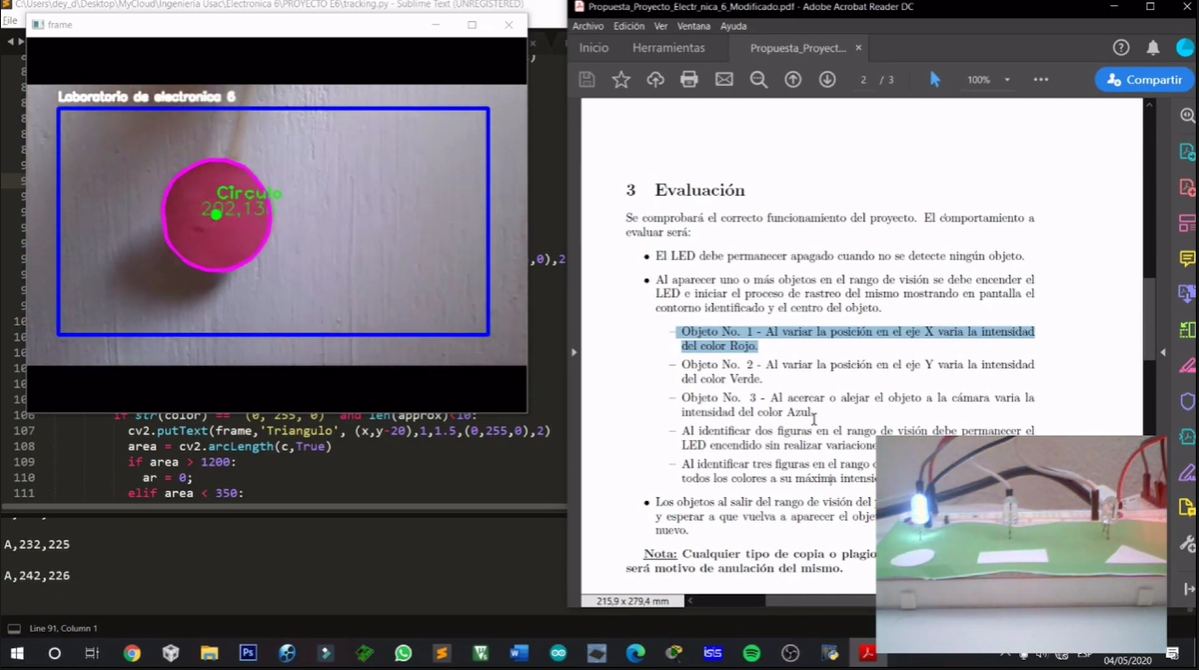 C:\Users\dey_d\Desktop\MyCloud\Ingenieria Usac\Electronica 6\PROYECTO E6\tracking.py - Sublime Text (UNREGISTERED)
File
frame
Laboratorio de electronica 6
Circulo
,0),2
106 if str(color) == "(0, 255, 0)" and len(approx)<10:
107 cv2.putText(frame,'Triangulo', (x,y-20),1,1.5,(0,255,0),2)
108 area = cv2.arcLength(c,True)
109 if area > 1200:
110 ar = 0;
111 elif area < 350:
A,232,225
A,242,226
Line 91, Column 1
Propuesta_Proyecto_Electr_nica_6_Modificado.pdf - Adobe Acrobat Reader DC
Archivo Edición Ver Ventana Ayuda
Inicio Herramientas Propuesta_Proyect... ×
2 / 3 100% Compartir
3 Evaluación
Se comprobará el correcto funcionamiento del proyecto. El comportamiento a
evaluar será:
• El LED debe permanecer apagado cuando no se detecte ningún objeto.
• Al aparecer uno o más objetos en el rango de visión se debe encender el
LED e iniciar el proceso de rastreo del mismo mostrando en pantalla el
contorno identificado y el centro del objeto.
– Objeto No. 1 - Al variar la posición en el eje X varia la intensidad
del color Rojo.
– Objeto No. 2 - Al variar la posición en el eje Y varia la intensidad
del color Verde.
– Objeto No. 3 - Al acercar o alejar el objeto a la cámara varia la
intensidad del color Azul.
– Al identificar dos figuras en el rango de visión debe permanecer el
LED encendido sin realizar variacione
– Al identificar tres figuras en el rango
todos los colores a su máxima intens
• Los objetos al salir del rango de visión del
y esperar a que vuelva a aparecer el obje
nuevo.
Nota: Cualquier tipo de copia o plagio
será motivo de anulación del mismo.
215,9 x 279,4 mm
ESP
04/05/2020